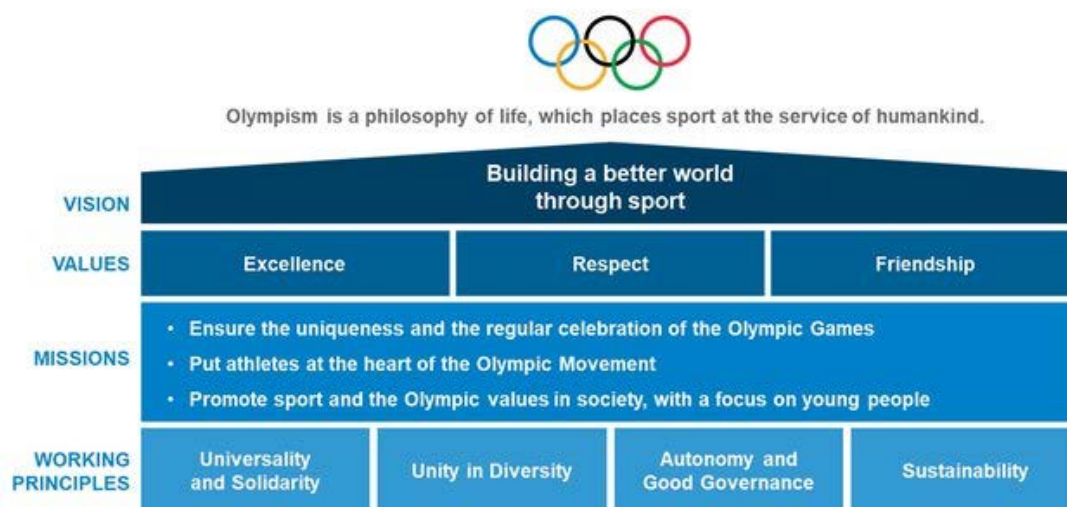 Olympism is a philosophy of life, which places sport at the service of humankind.
Building a better world
through sport
VISION
VALUES
Excellence
Respect
Friendship
MISSIONS
• Ensure the uniqueness and the regular celebration of the Olympic Games
• Put athletes at the heart of the Olympic Movement
• Promote sport and the Olympic values in society, with a focus on young people
WORKING
PRINCIPLES
Universality
and Solidarity
Unity in Diversity
Autonomy and
Good Governance
Sustainability